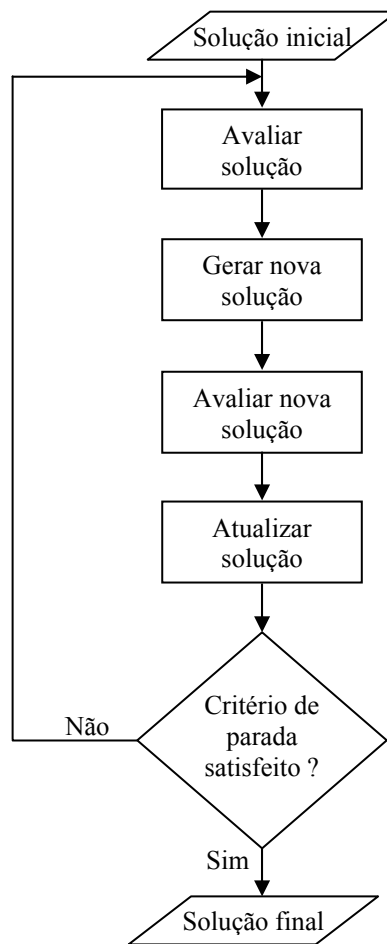 Solução inicial
Avaliar
solução
Gerar nova
solução
Avaliar nova
solução
Atualizar
solução
Critério de
parada
satisfeito ?
Não
Sim
Solução final